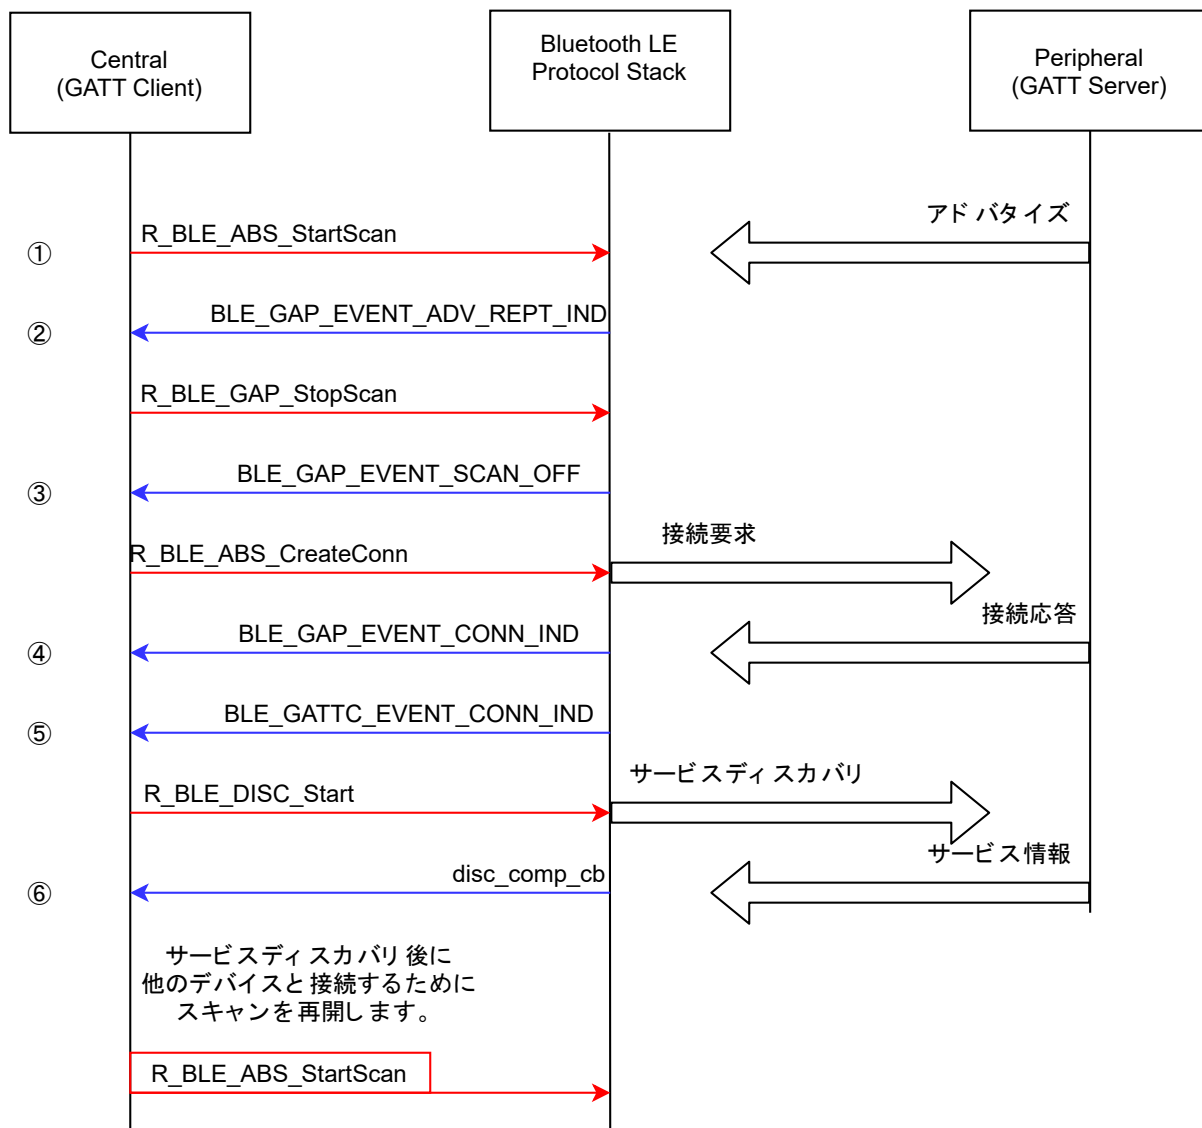 Central
(GATT Client)
Bluetooth LE
Protocol Stack
Peripheral
(GATT Server)
アドバタイズ
① R_BLE_ABS_StartScan
② BLE_GAP_EVENT_ADV_REPT_IND
R_BLE_GAP_StopScan
③ BLE_GAP_EVENT_SCAN_OFF
接続要求
R_BLE_ABS_CreateConn
接続応答
④ BLE_GAP_EVENT_CONN_IND
⑤ BLE_GATTC_EVENT_CONN_IND
サービスディスカバリ
R_BLE_DISC_Start
サービス情報
⑥ disc_comp_cb
サービスディスカバリ後に
他のデバイスと接続するために
スキャンを再開します。
R_BLE_ABS_StartScan